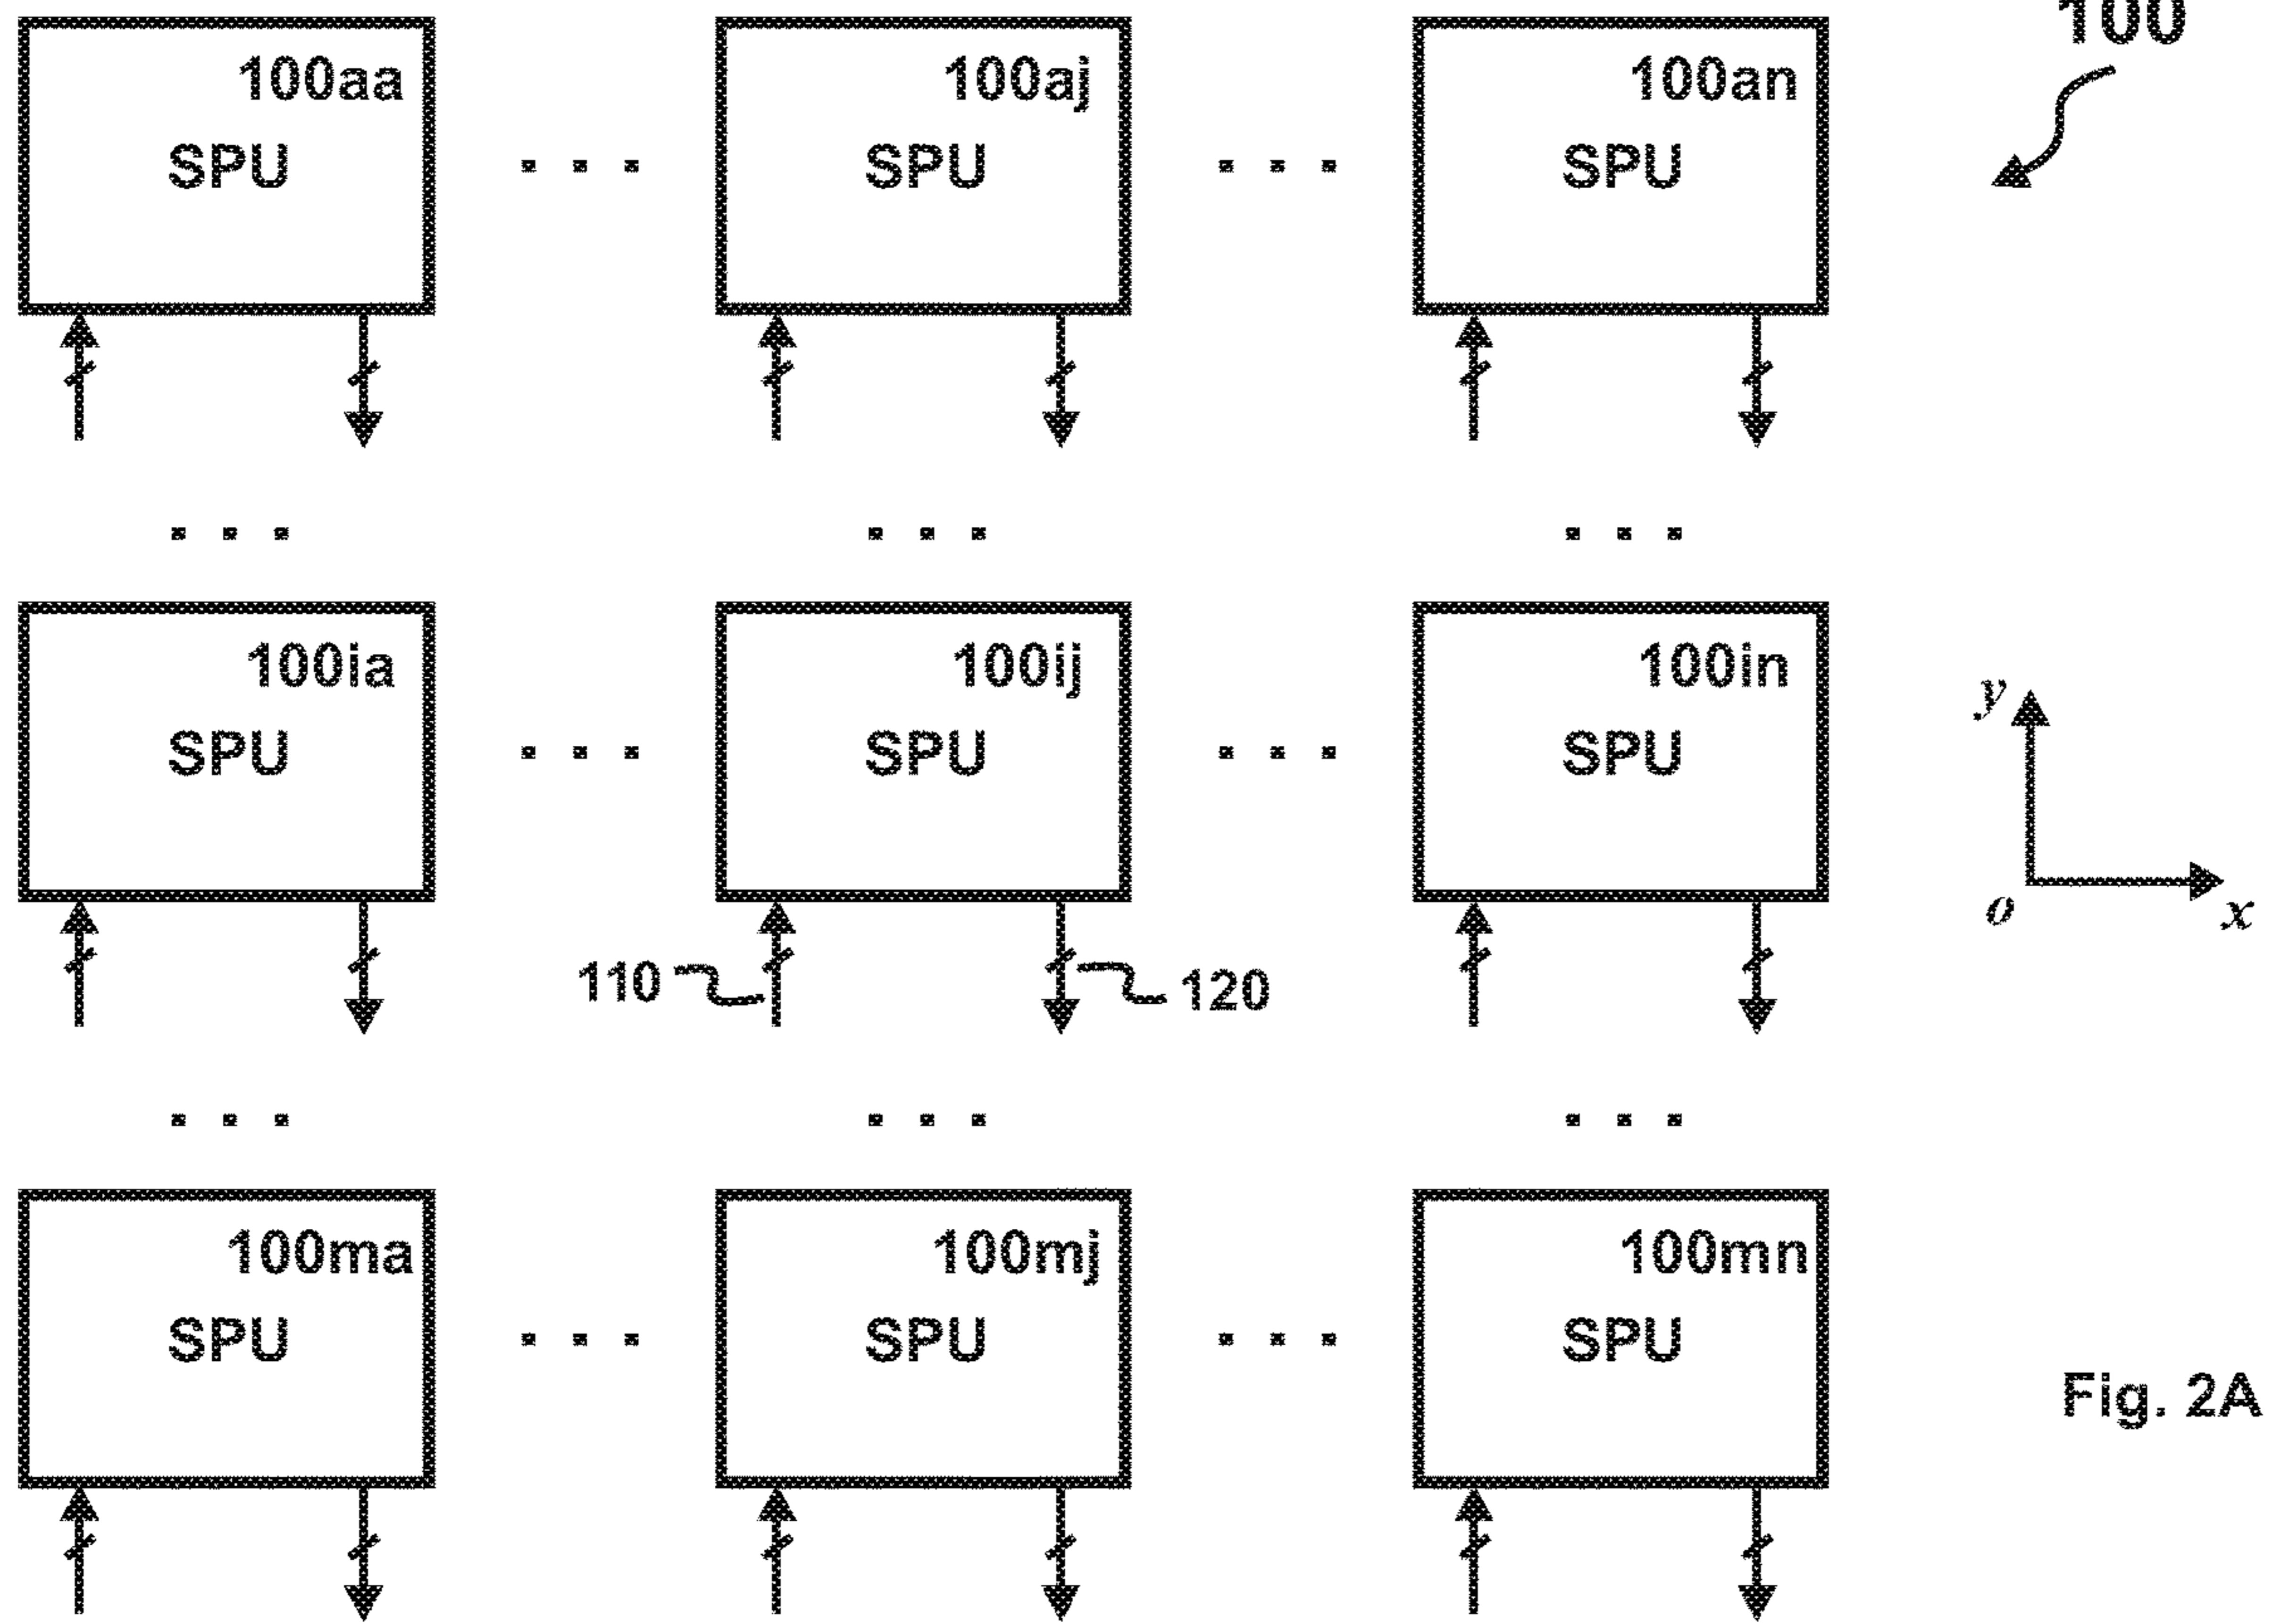 100
100aa 100aj 100an
SPU . . . SPU . . . SPU
. . . . . . . . .
100ia 100ij 100in
SPU . . . SPU . . . SPU
y
o x
110 120
. . . . . . . . .
100ma 100mj 100mn
SPU . . . SPU . . . SPU
Fig. 2A